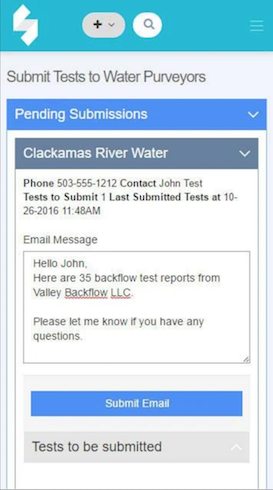 Submit Tests to Water Purveyors
Pending Submissions
Clackamas River Water
Phone 503-555-1212 Contact John Test
Tests to Submit 1 Last Submitted Tests at 10-
26-2016 11:48AM
Email Message
Hello John,
Here are 35 backflow test reports from
Valley Backflow LLC.
Please let me know if you have any
questions.
Submit Email
Tests to be submitted